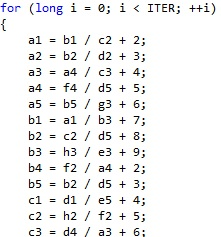 for (long i = 0; i < ITER; ++i)
{
a1 = b1 / c2 + 2;
a2 = b2 / d2 + 3;
a3 = a4 / c3 + 4;
a4 = f4 / d5 + 5;
a5 = b5 / g3 + 6;
b1 = a1 / b3 + 7;
b2 = c2 / d5 + 8;
b3 = h3 / e3 + 9;
b4 = f2 / a4 + 2;
b5 = b2 / d5 + 3;
c1 = d1 / e5 + 4;
c2 = h2 / f2 + 5;
c3 = d4 / a3 + 6;